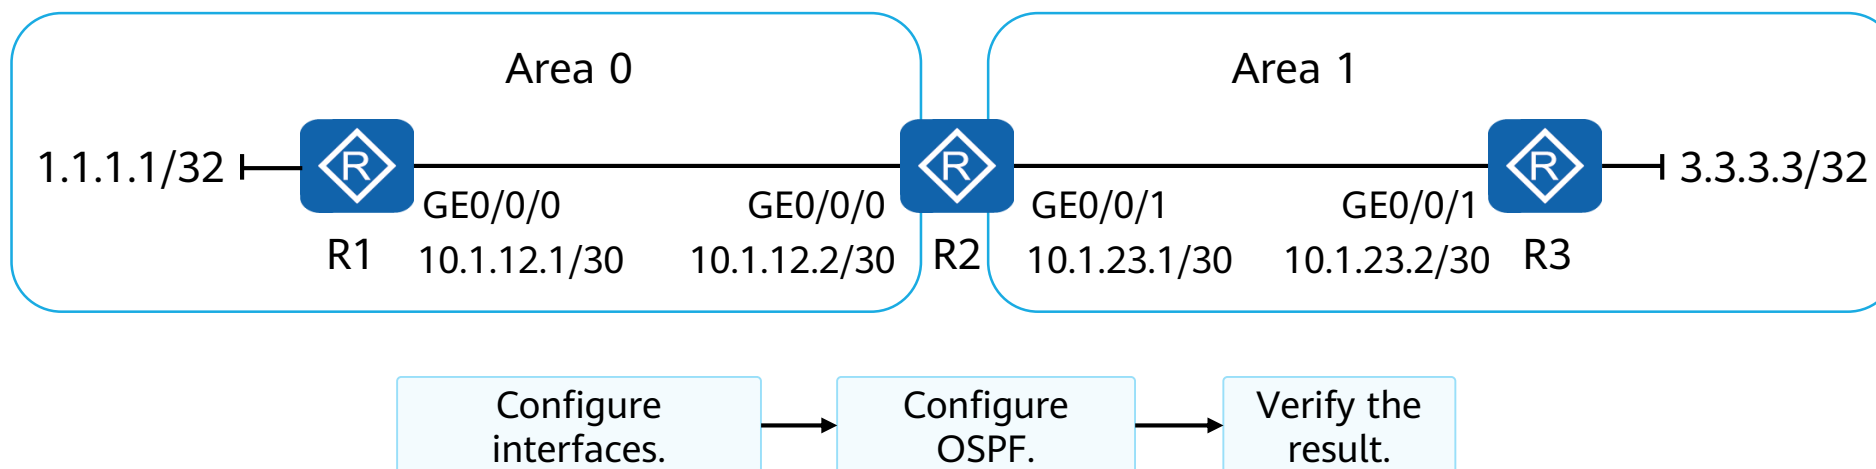 Area 0
Area 1
1.1.1.1/32
R
R
R
3.3.3.3/32
GE0/0/0
GE0/0/0
GE0/0/1
GE0/0/1
R1
10.1.12.1/30
10.1.12.2/30
R2
10.1.23.1/30
10.1.23.2/30
R3
Configure
interfaces.
Configure
OSPF.
Verify the
result.